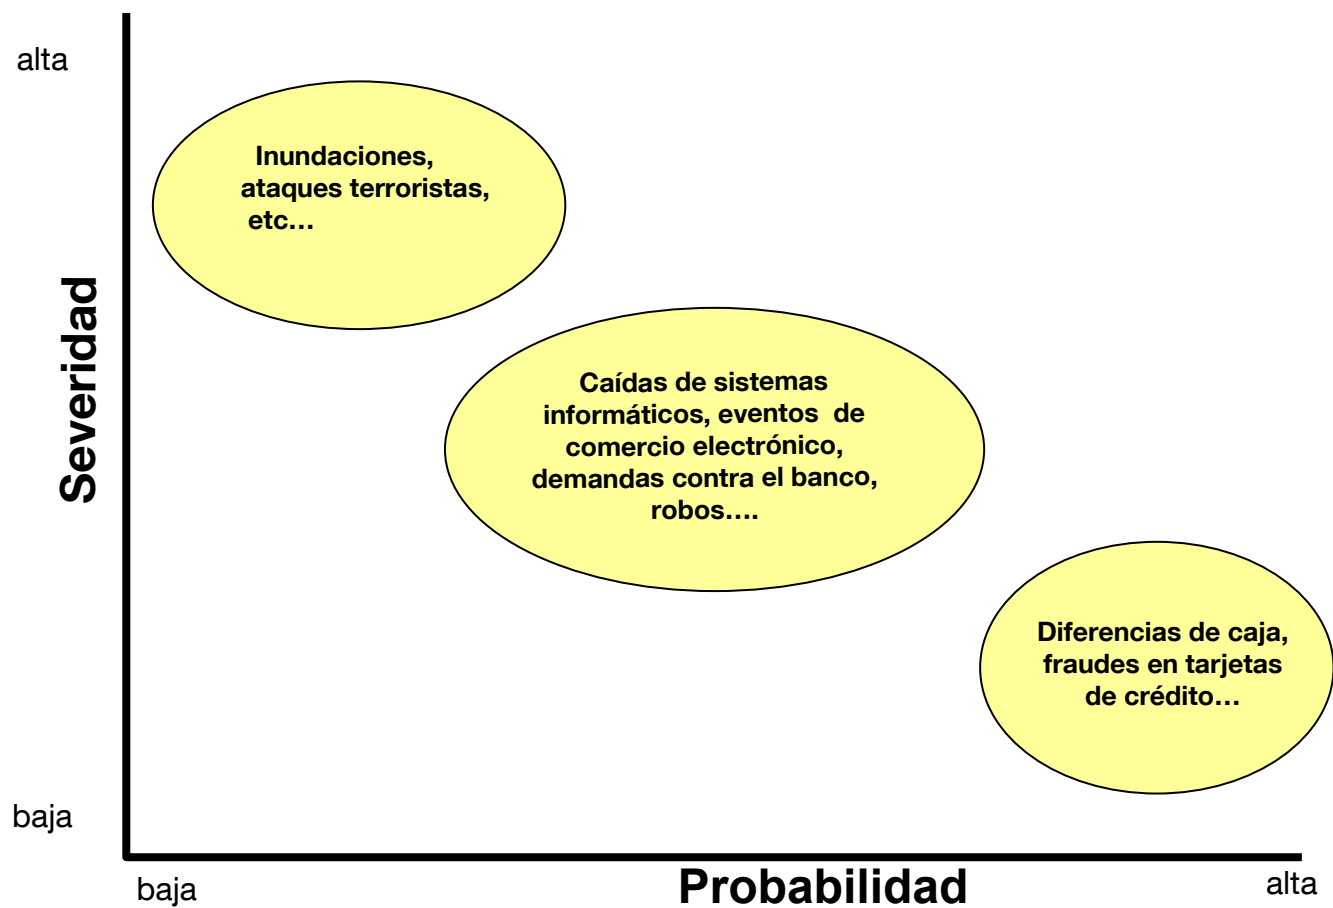 alta
Inundaciones,
ataques terroristas,
etc…
Severidad
Caídas de sistemas
informáticos, eventos  de
comercio electrónico,
demandas contra el banco,
robos….
Diferencias de caja,
fraudes en tarjetas
de crédito…
baja
baja
Probabilidad
alta